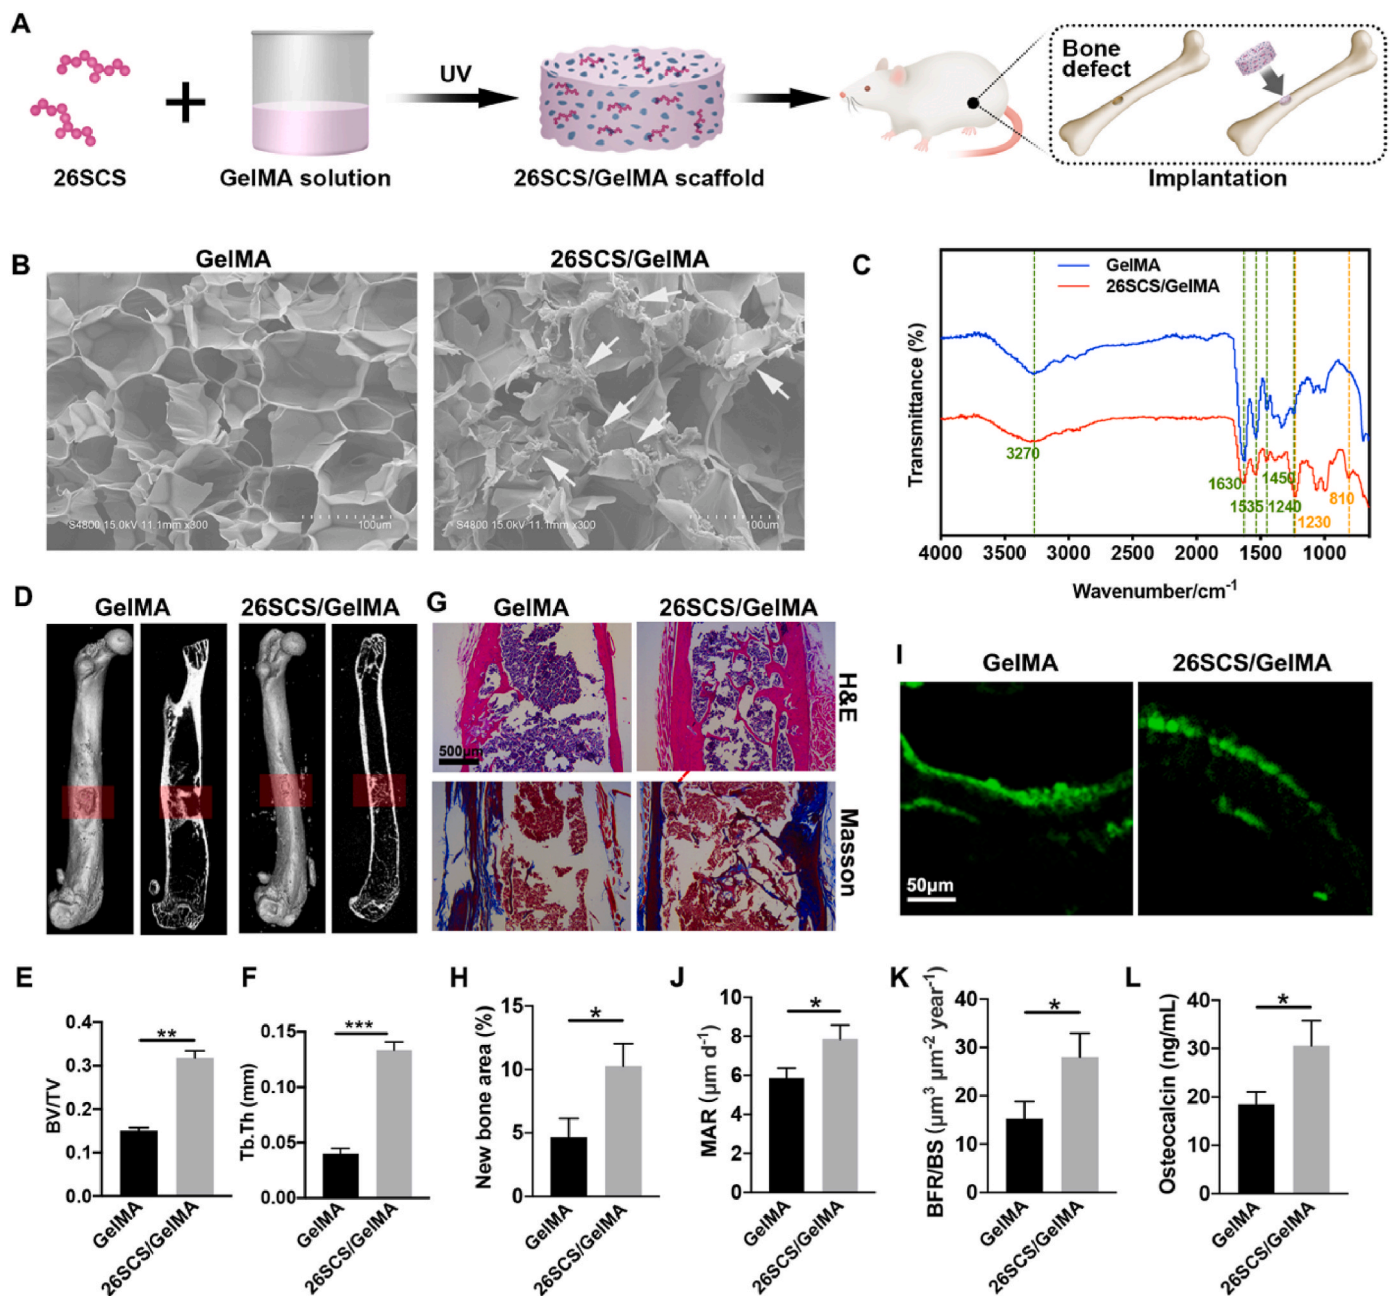 A
26SCS
+
GelMA solution
UV
26SCS/GelMA scaffold
Bone
defect
Implantation
B
GelMA
26SCS/GelMA
S4800 15.0kV 11.1mm x300
100um
S4800 15.0kV 11.1mm x300
100um
C
GelMA
26SCS/GelMA
Transmittance (%)
3270
1630
1535
1450
1240
1230
810
4000
3500
3000
2500
2000
1500
1000
Wavenumber/cm-1
D
GelMA
26SCS/GelMA
G
GelMA
26SCS/GelMA
H&E
500μm
Masson
I
GelMA
26SCS/GelMA
50μm
E
BV/TV
0.4
0.3
0.2
0.1
0.0
**
GelMA
26SCS/GelMA
F
Tb.Th (mm)
0.15
0.10
0.05
0.00
***
GelMA
26SCS/GelMA
H
New bone area (%)
15
10
5
0
*
GelMA
26SCS/GelMA
J
MAR (μm d-1)
10
8
6
4
2
0
*
GelMA
26SCS/GelMA
K
BFR/BS (μm3 μm-2 year-1)
40
30
20
10
0
*
GelMA
26SCS/GelMA
L
Osteocalcin (ng/mL)
40
30
20
10
0
*
GelMA
26SCS/GelMA